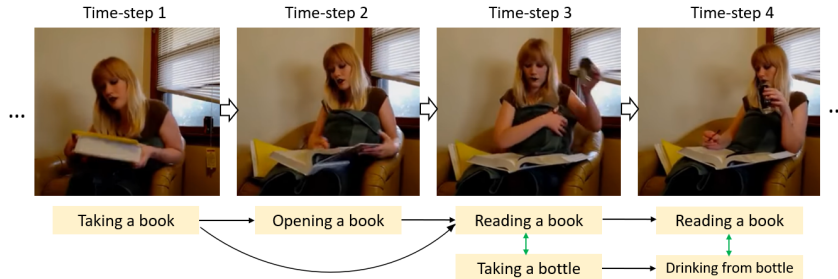 Time-step 1 Time-step 2 Time-step 3 Time-step 4
... ...
Taking a book Opening a book Reading a book Reading a book
Taking a bottle Drinking from bottle